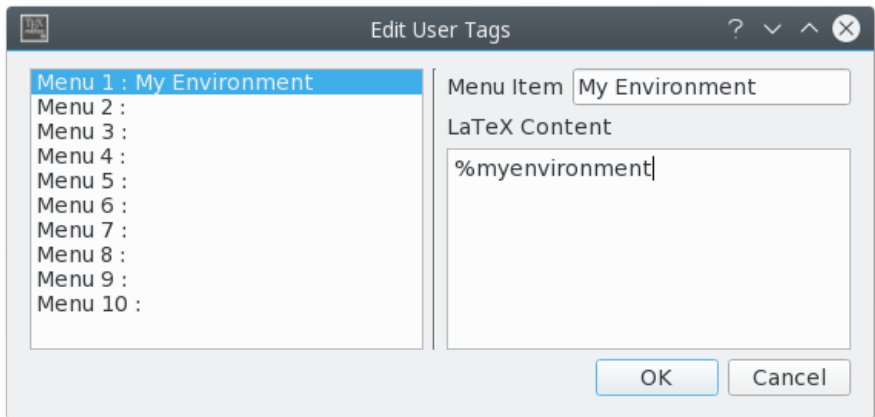 Edit User Tags
Menu 1 : My Environment
Menu 2 :
Menu 3 :
Menu 4 :
Menu 5 :
Menu 6 :
Menu 7 :
Menu 8 :
Menu 9 :
Menu 10 :
Menu Item My Environment
LaTeX Content
%myenvironment
OK Cancel